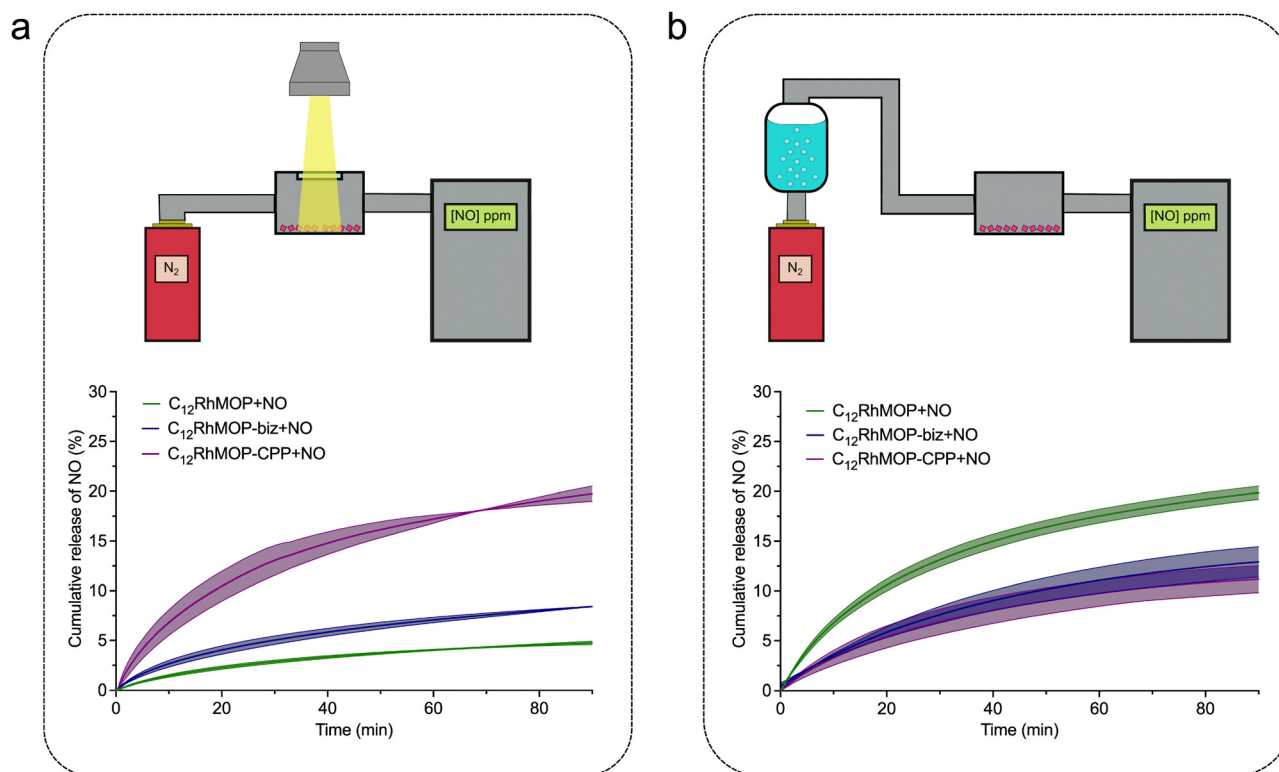 a
[NO] ppm
N₂
30
25
20
15
10
5
0
Cumulative release of NO (%)
C₁₂RhMOP+NO
C₁₂RhMOP-biz+NO
C₁₂RhMOP-CPP+NO
0 20 40 60 80
Time (min)
b
[NO] ppm
N₂
30
25
20
15
10
5
0
Cumulative release of NO (%)
C₁₂RhMOP+NO
C₁₂RhMOP-biz+NO
C₁₂RhMOP-CPP+NO
0 20 40 60 80
Time (min)